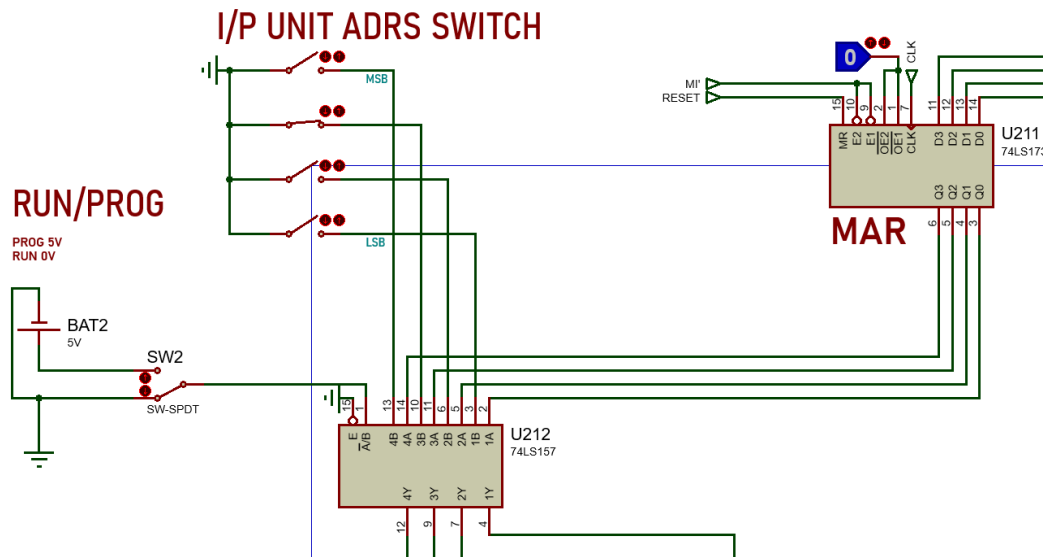 I/P UNIT ADRS SWITCH
MSB
LSB
RUN/PROG
PROG 5V
RUN 0V
BAT2
5V
SW2
SW-SPDT
0
CLK
MI'
RESET
15 10 9 2 1 7 11 12 13 14
MR E2 E1 OE2 OE1 CLK D3 D2 D1 D0
U211
74LS173
Q3 Q2 Q1 Q0
MAR
6 5 4 3
15 1 13 14 10 11 6 5 3 2
E A/B 4B 4A 3B 3A 2B 2A 1B 1A
U212
74LS157
4Y 3Y 2Y 1Y
12 9 7 4